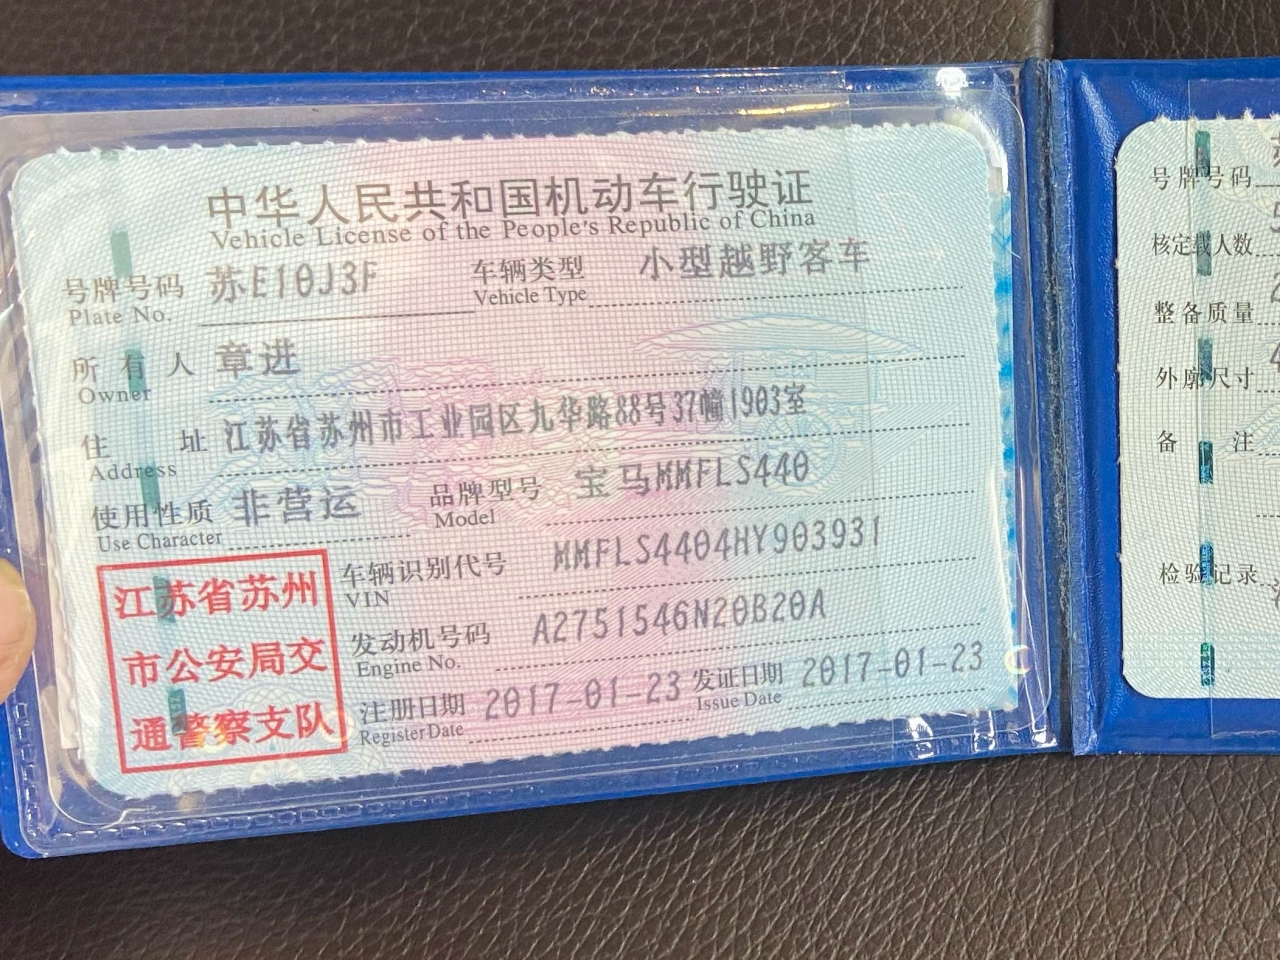 中华人民共和国机动车行驶证
Vehicle License of the People's Republic of China
号牌号码 苏E10J3F 车辆类型 小型越野客车
Plate No. Vehicle Type
所有人 章进
Owner
住址 江苏省苏州市工业园区九华路88号37幢1903室
Address
使用性质 非营运 品牌型号 宝马MMFLS440
Use Character Model
车辆识别代号 MMFLS4404HY903931
VIN
发动机号码 A2751546N20B20A
Engine No.
注册日期 2017-01-23 发证日期 2017-01-23
Register Date Issue Date
江苏省苏州
市公安局交
通警察支队
号牌号码
核定载人数
整备质量
外廓尺寸
备注
检验记录